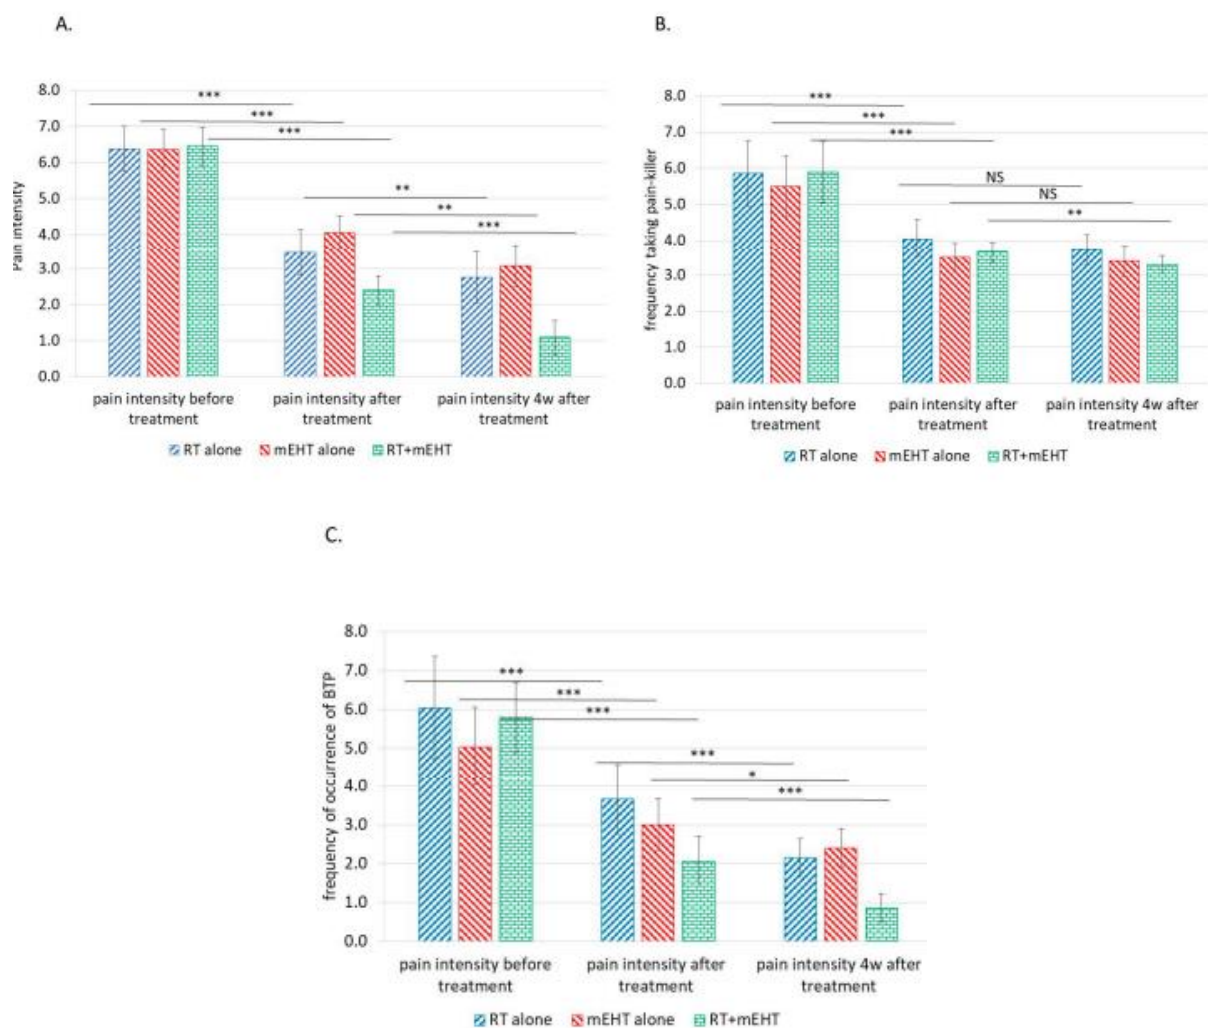 A.
8.0
7.0
6.0
5.0
4.0
3.0
2.0
1.0
0.0
Pain intensity
***
***
***
**
**
***
pain intensity before treatment
pain intensity after treatment
pain intensity 4w after treatment
RT alone mEHT alone RT+mEHT
B.
8.0
7.0
6.0
5.0
4.0
3.0
2.0
1.0
0.0
frequency taking pain-killer
***
***
***
NS
NS
**
pain intensity before treatment
pain intensity after treatment
pain intensity 4w after treatment
RT alone mEHT alone RT+mEHT
C.
8.0
7.0
6.0
5.0
4.0
3.0
2.0
1.0
0.0
frequency of occurrence of BTP
***
***
***
***
*
***
pain intensity before treatment
pain intensity after treatment
pain intensity 4w after treatment
RT alone mEHT alone RT+mEHT